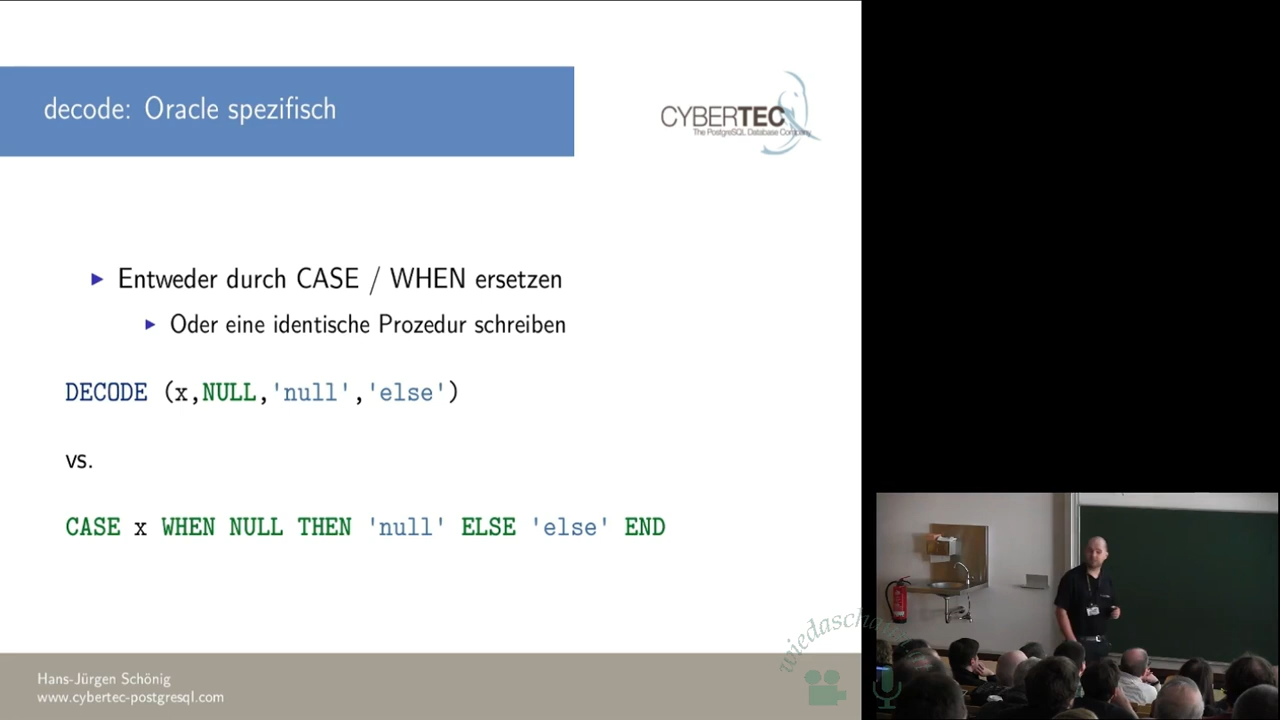 decode: Oracle spezifisch
CYBERTEC
The PostgreSQL Database Company
Entweder durch CASE / WHEN ersetzen
Oder eine identische Prozedur schreiben
DECODE (x,NULL,'null','else')
vs.
CASE x WHEN NULL THEN 'null' ELSE 'else' END
Hans-Jürgen Schönig
www.cybertec-postgresql.com